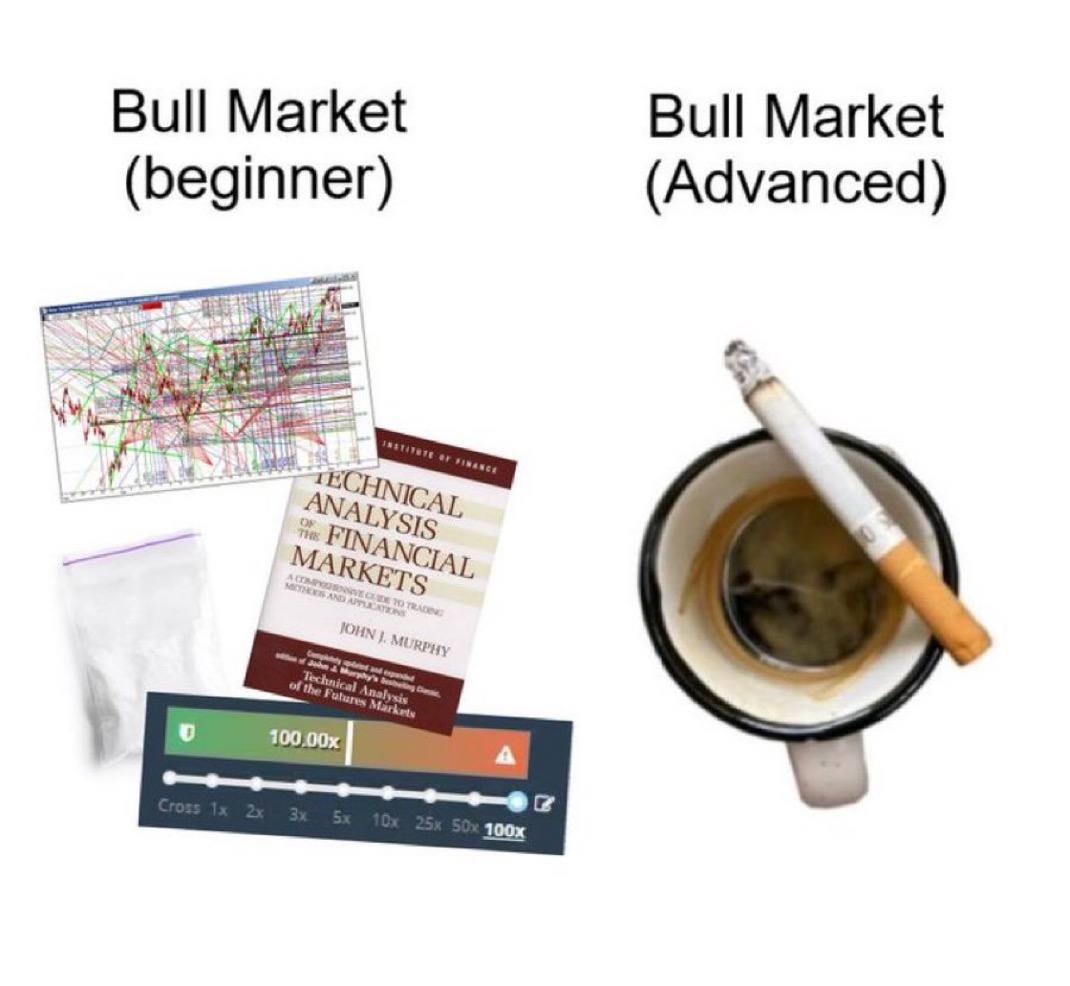 Bull Market
(beginner)
Bull Market
(Advanced)
INSTITUTE OF FINANCE
TECHNICAL
ANALYSIS
OF
THE FINANCIAL
MARKETS
A COMPREHENSIVE GUIDE TO TRADING
METHODS AND APPLICATIONS
JOHN J. MURPHY
Completely updated and expanded
edition of John J. Murphy's bestselling classic,
Technical Analysis
of the Futures Markets
100.00x
Cross 1x 2x 3x 5x 10x 25x 50x 100x